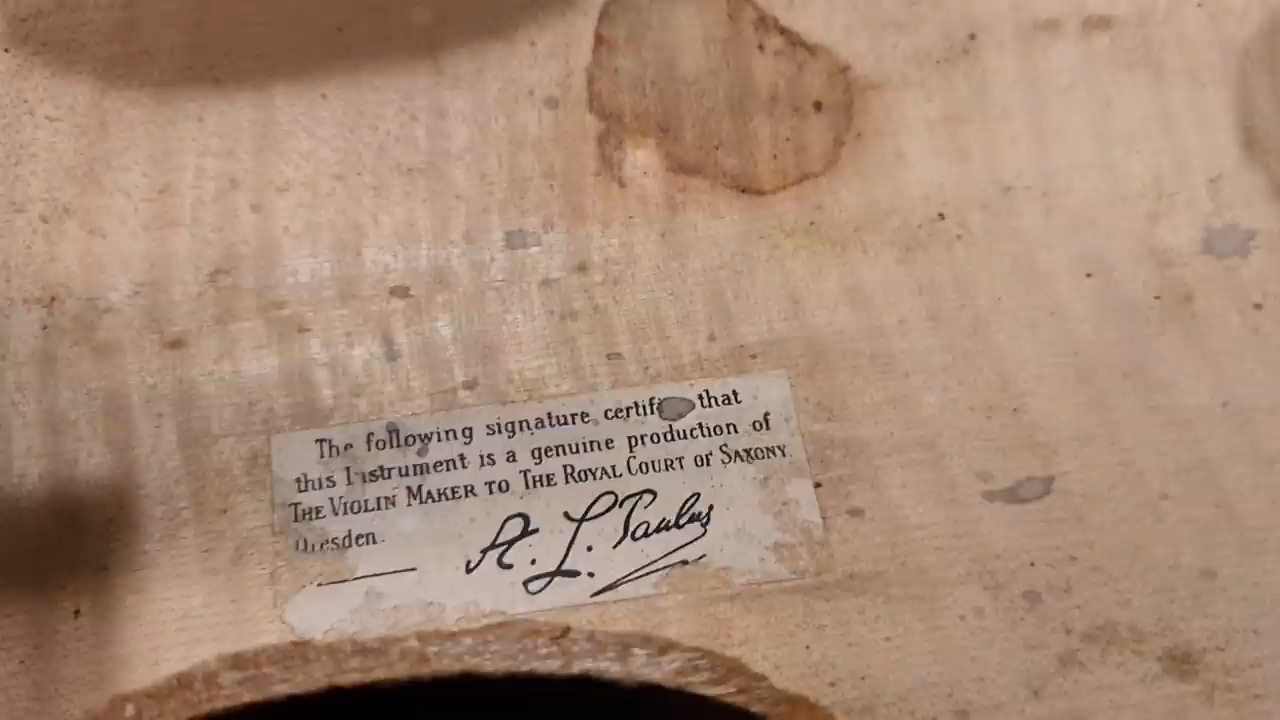 The following signature certifies that
this Instrument is a genuine production of
THE VIOLIN MAKER TO THE ROYAL COURT OF SAXONY
Dresden.
A. L. Paulus